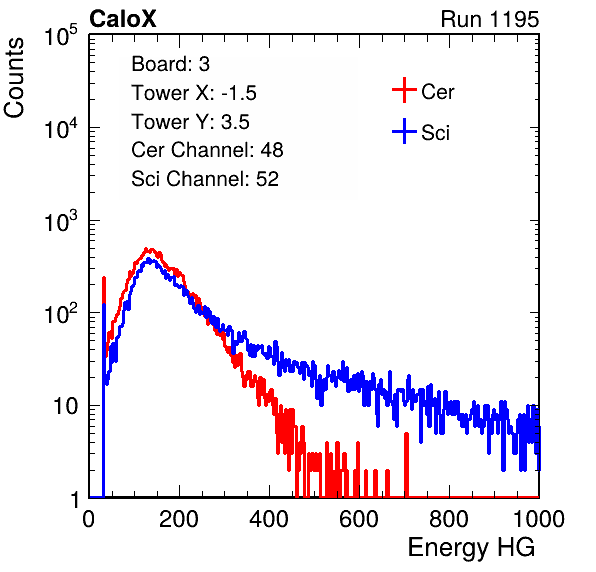 CaloX Run 1195
Counts
Board: 3
Tower X: -1.5
Tower Y: 3.5
Cer Channel: 48
Sci Channel: 52
Cer
Sci
10^5
10^4
10^3
10^2
10
1
0 200 400 600 800 1000
Energy HG